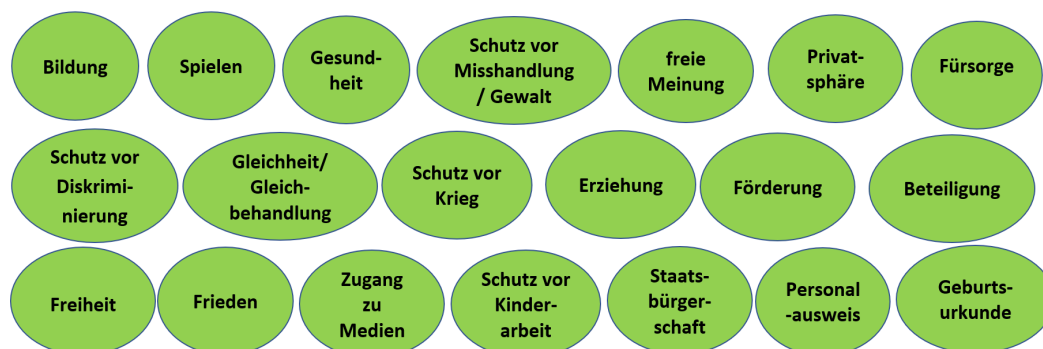 Bildung
Spielen
Gesund-
heit
Schutz vor
Misshandlung
/ Gewalt
freie
Meinung
Privat-
sphäre
Fürsorge
Schutz vor
Diskrimi-
nierung
Gleichheit/
Gleich-
behandlung
Schutz vor
Krieg
Erziehung
Förderung
Beteiligung
Freiheit
Frieden
Zugang
zu
Medien
Schutz vor
Kinder-
arbeit
Staats-
bürger-
schaft
Personal
-ausweis
Geburts-
urkunde